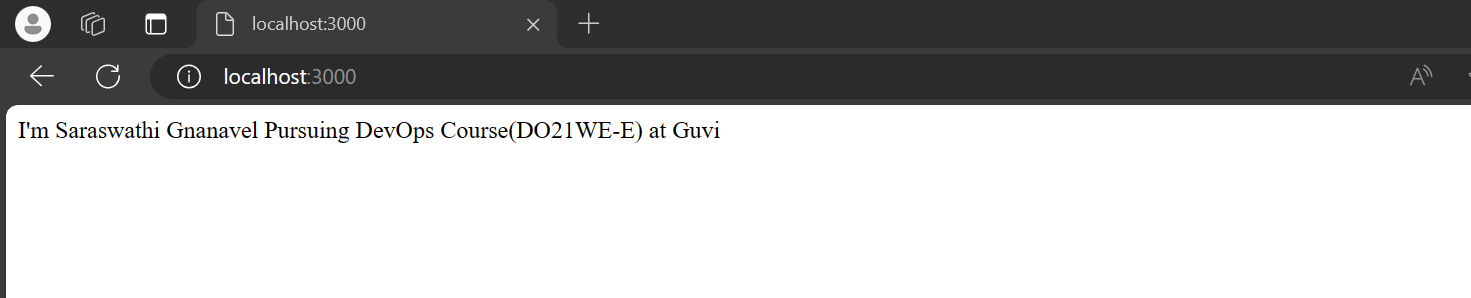 localhost:3000
localhost:3000
I'm Saraswathi Gnanavel Pursuing DevOps Course(DO21WE-E) at Guvi